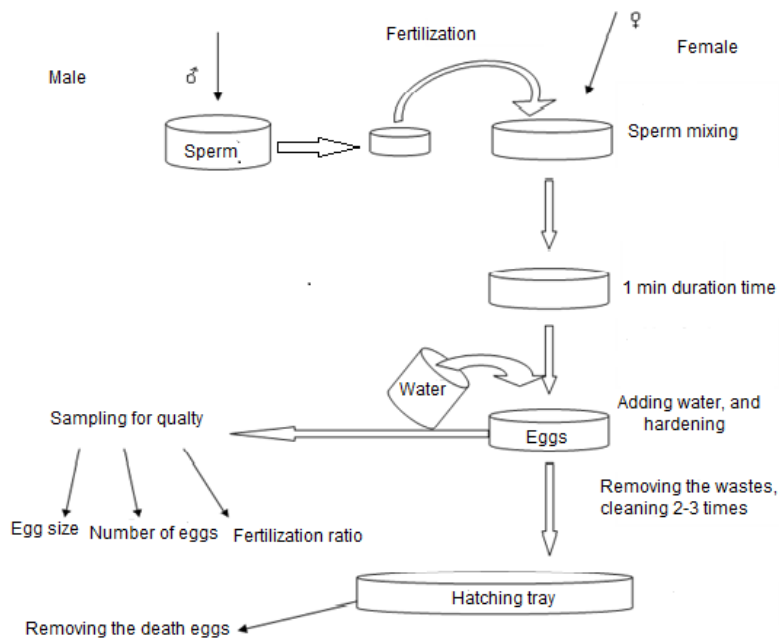 Fertilization
Male
♂
♀
Female
Sperm
Sperm mixing
1 min duration time
Water
Sampling for qualty
Eggs
Adding water, and
hardening
Egg size
Number of eggs
Fertilization ratio
Removing the wastes,
cleaning 2-3 times
Hatching tray
Removing the death eggs